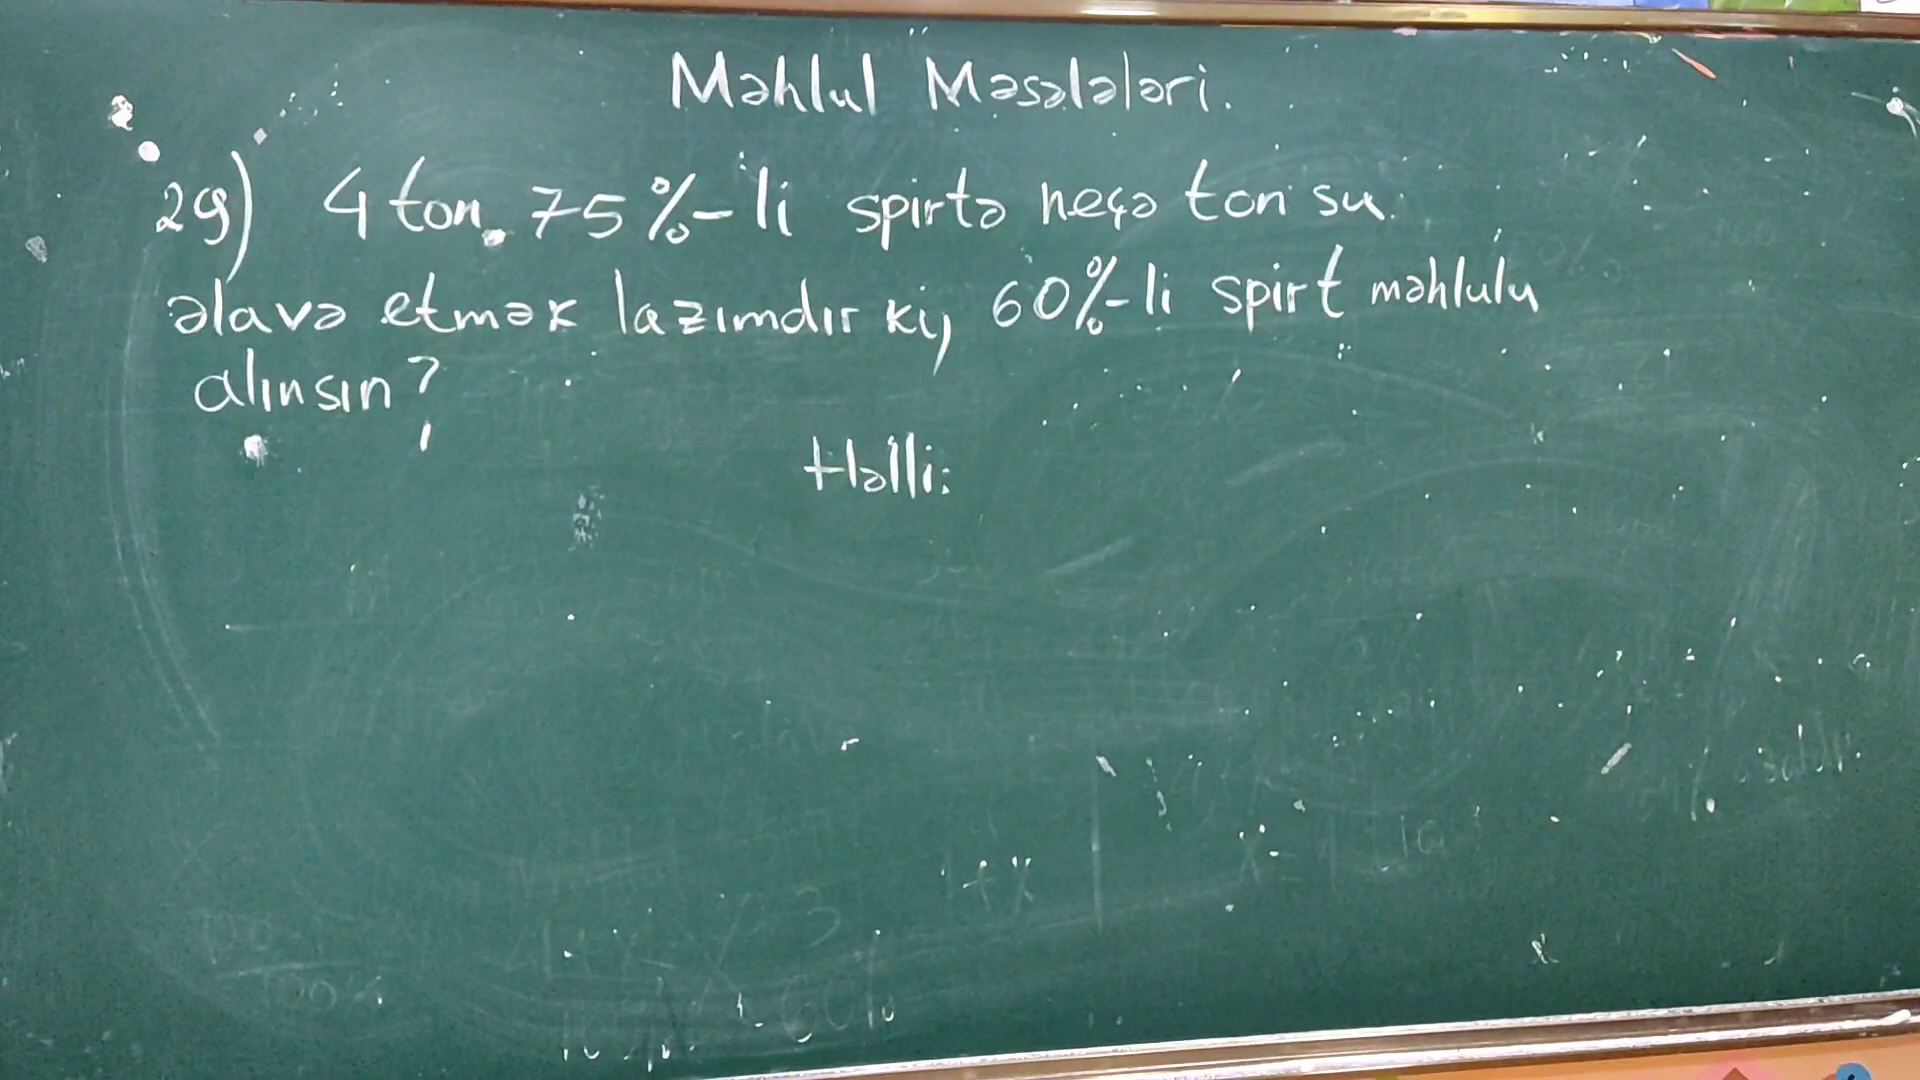 Məhlul Məsələləri.
29) 4 ton 75%-li spirtə neçə ton su
əlavə etmək lazımdır ki, 60%-li spirt məhlulu
alınsın?
Həlli: